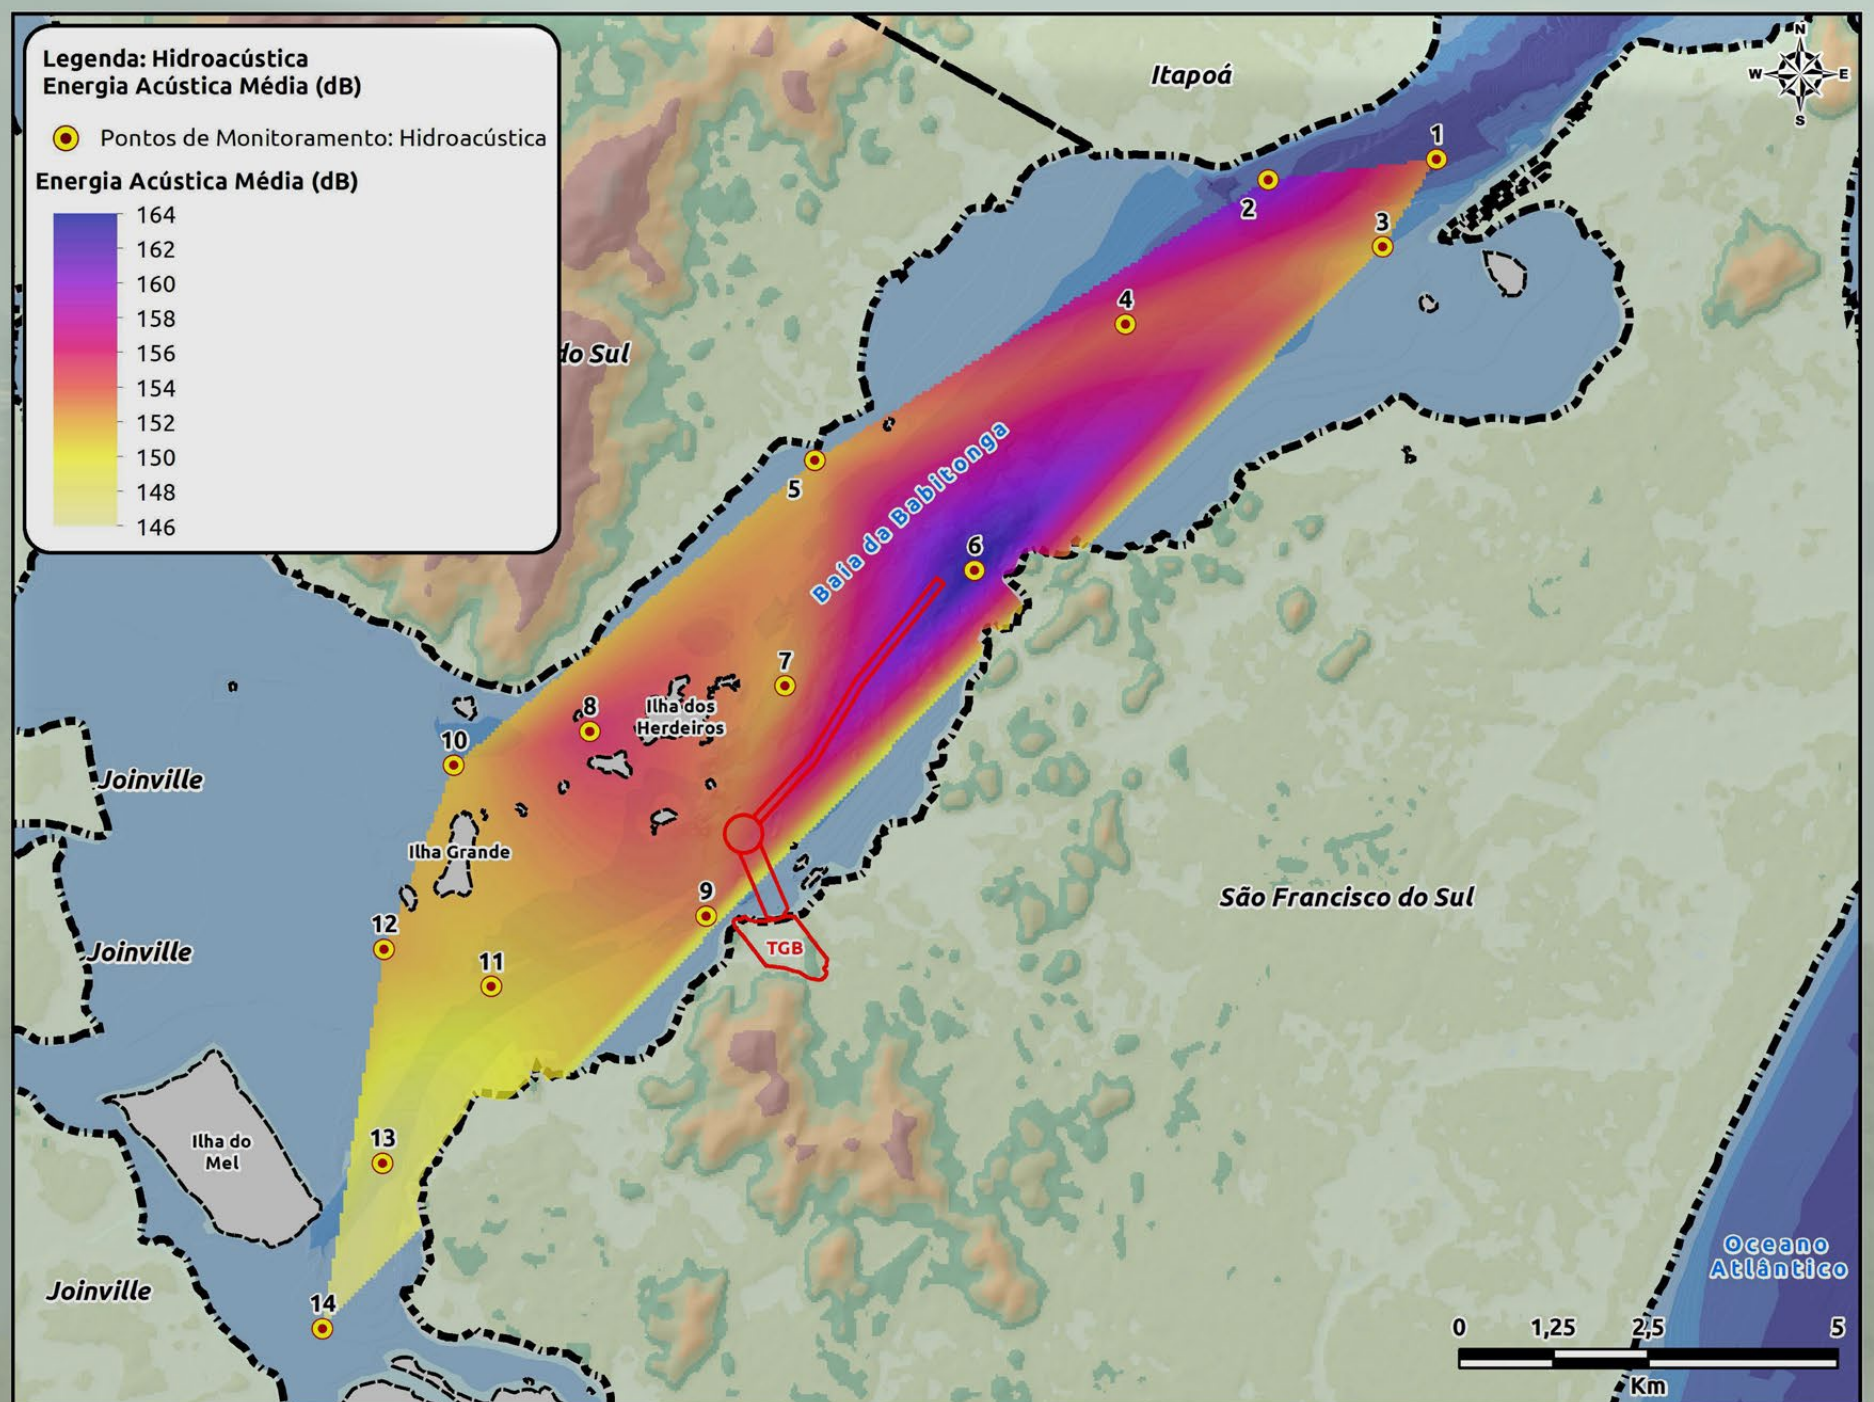 Legenda: Hidroacústica
Energia Acústica Média (dB)
Pontos de Monitoramento: Hidroacústica
Energia Acústica Média (dB)
164
162
160
158
156
154
152
150
148
146
N
W
E
S
Itapoá
do Sul
1
2
3
4
5
Baía da Babitonga
6
7
8
Ilha dos
Herdeiros
10
Joinville
Ilha Grande
9
São Francisco do Sul
12
TGB
Joinville
11
13
Ilha do
Mel
Oceano
Atlântico
Joinville
14
0 1,25 2,5 5
Km